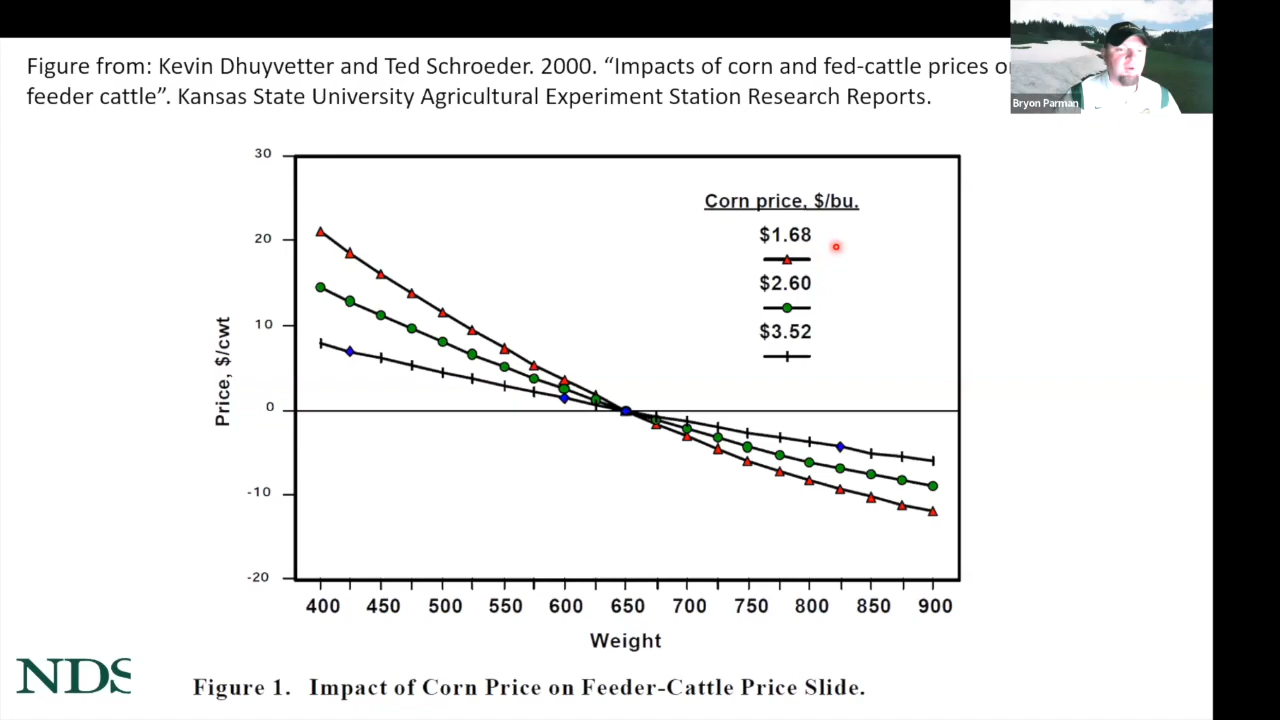 Figure from: Kevin Dhuyvetter and Ted Schroeder. 2000. “Impacts of corn and fed-cattle prices on
feeder cattle”. Kansas State University Agricultural Experiment Station Research Reports.
Bryon Parman
30
20
10
0
-10
-20
Price, $/cwt
Corn price, $/bu.
$1.68
$2.60
$3.52
400 450 500 550 600 650 700 750 800 850 900
Weight
NDS
Figure 1. Impact of Corn Price on Feeder-Cattle Price Slide.